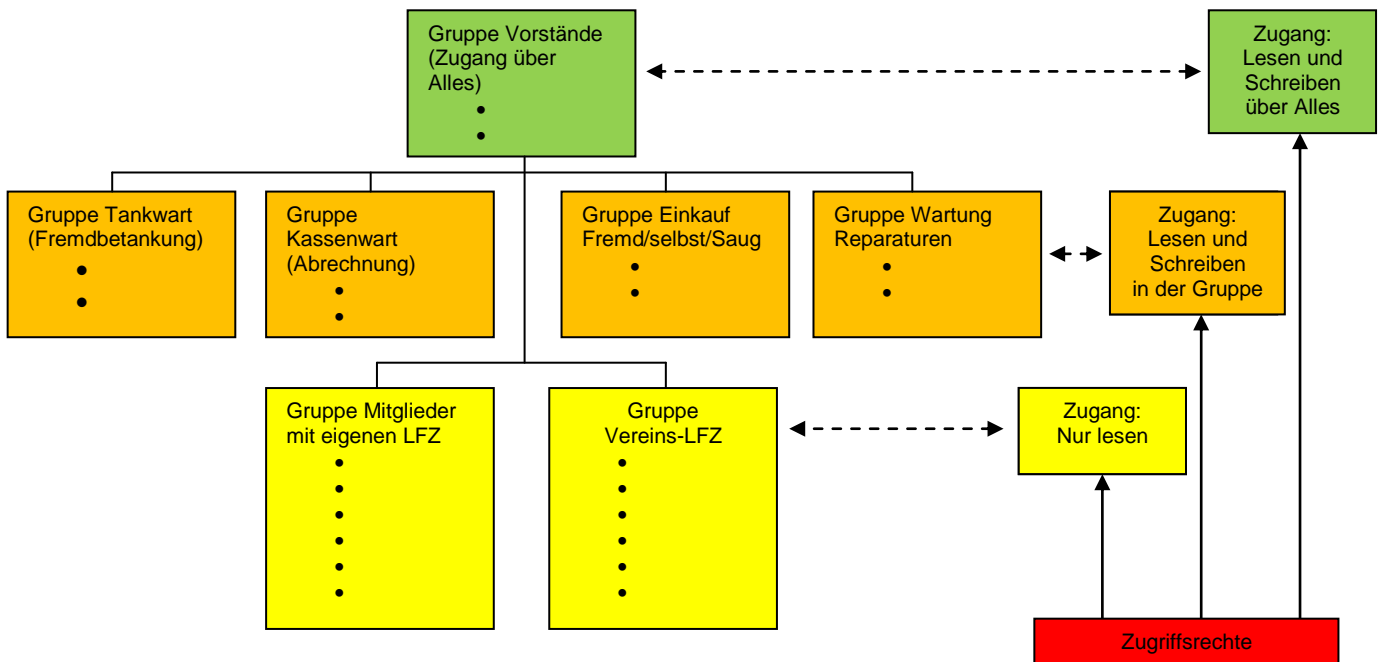 Gruppe Vorstände
(Zugang über
Alles)
Zugang:
Lesen und
Schreiben
über Alles
Gruppe Tankwart
(Fremdbetankung)
Gruppe
Kassenwart
(Abrechnung)
Gruppe Einkauf
Fremd/selbst/Saug
Gruppe Wartung
Reparaturen
Zugang:
Lesen und
Schreiben
in der Gruppe
Gruppe Mitglieder
mit eigenen LFZ
Gruppe
Vereins-LFZ
Zugang:
Nur lesen
Zugriffsrechte